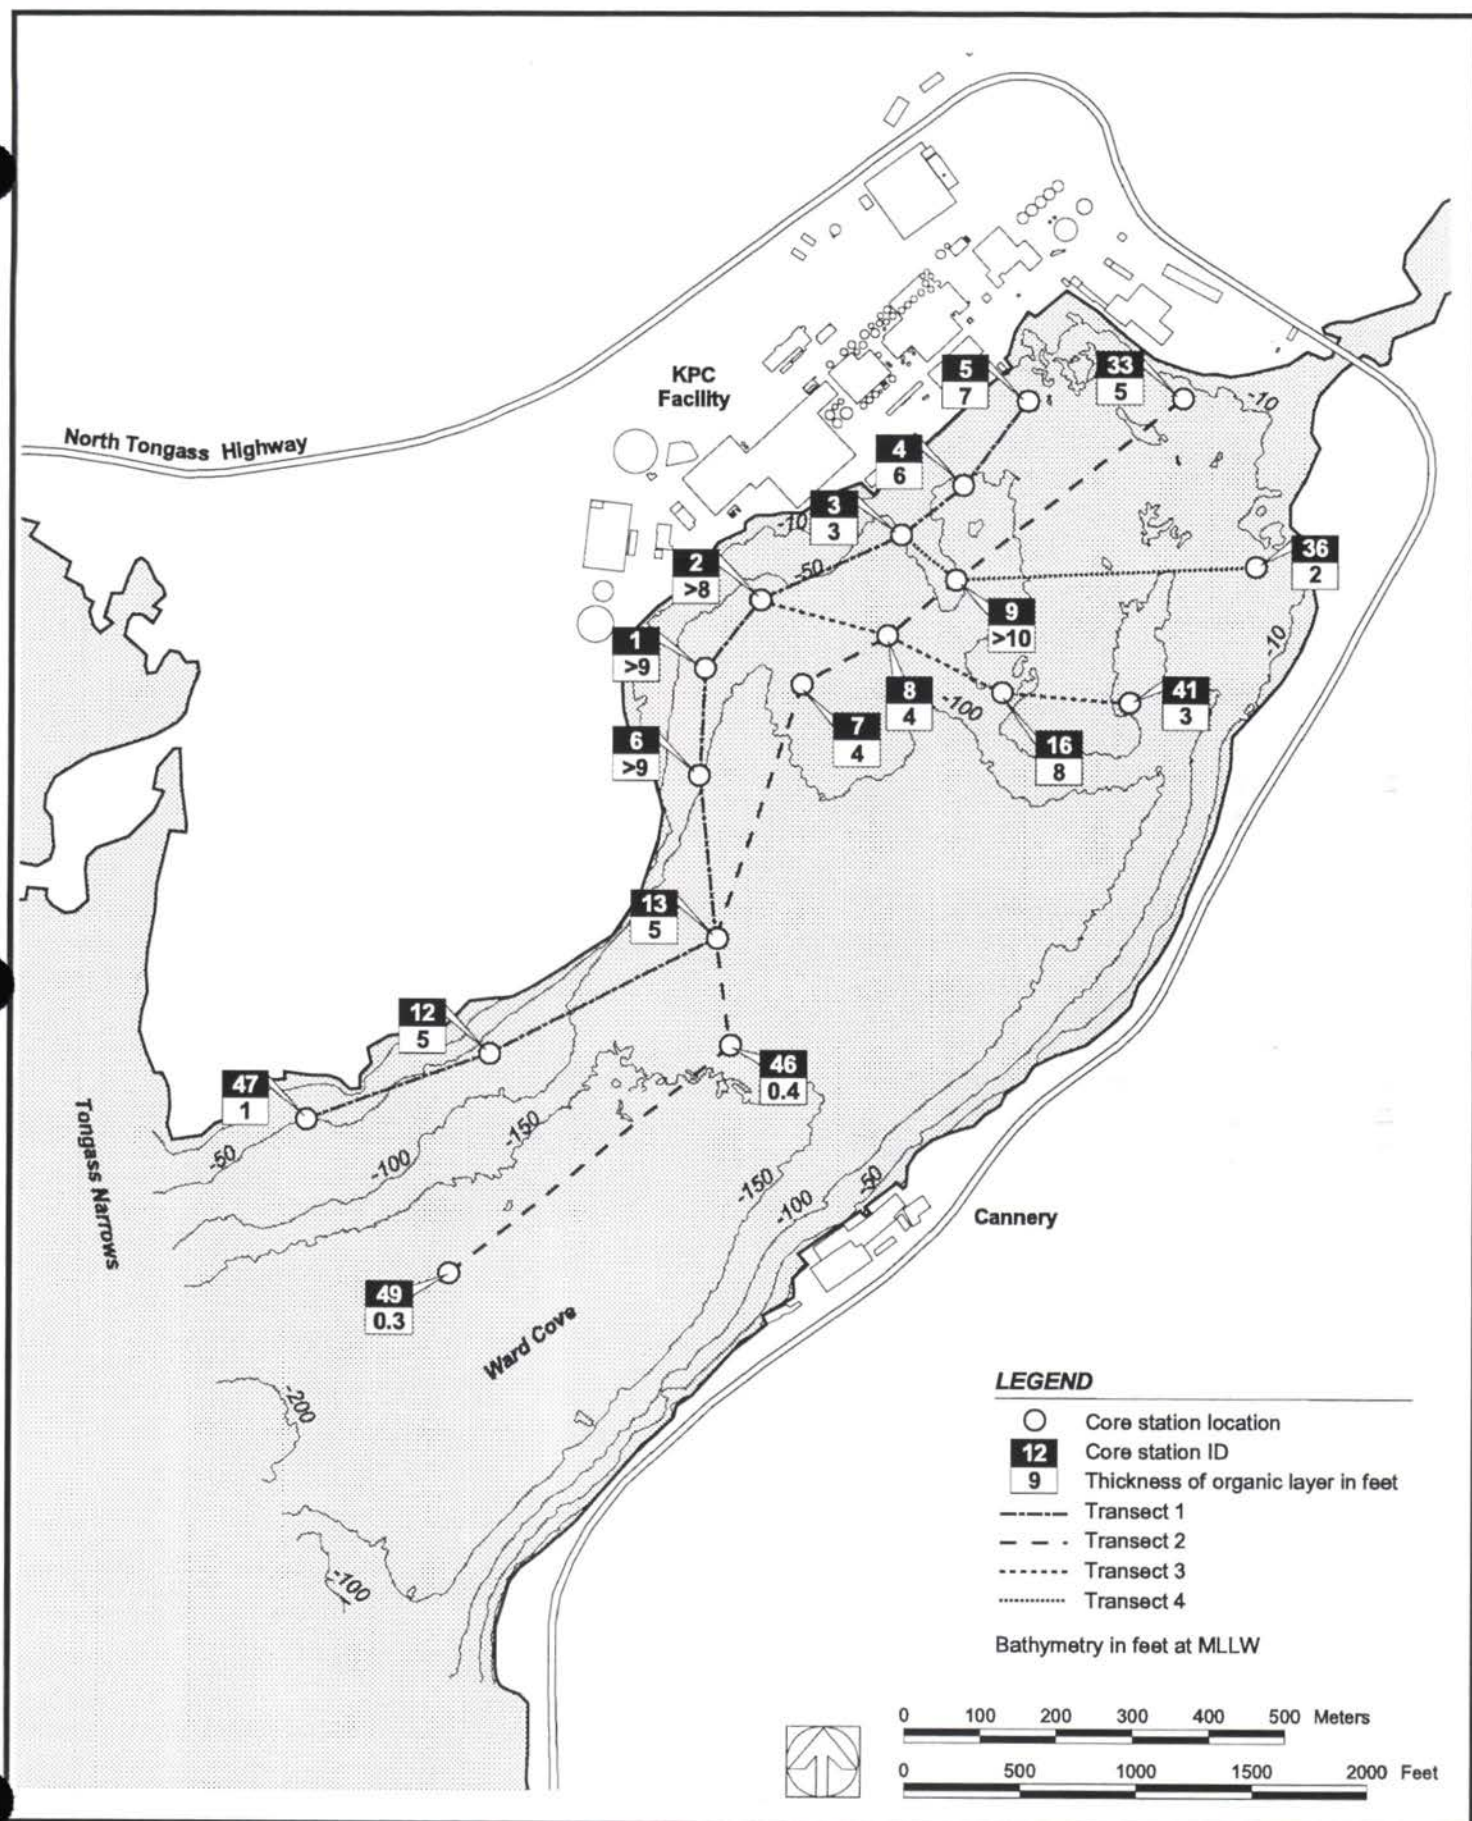 5
7
33
5
KPC
Facility
-10
North Tongass Highway
4
6
3
3
-10
36
2
2
>8
-50
9
>10
1
>9
-10
41
3
8
4
-100
7
4
16
8
6
>9
13
5
12
5
46
0.4
47
1
Tongass Narrows
-50
-100
-150
-150
-100
-50
Cannery
49
0.3
Ward Cove
-200
-100
LEGEND
Core station location
12 Core station ID
9 Thickness of organic layer in feet
Transect 1
Transect 2
Transect 3
Transect 4
Bathymetry in feet at MLLW
0 100 200 300 400 500 Meters
0 500 1000 1500 2000 Feet